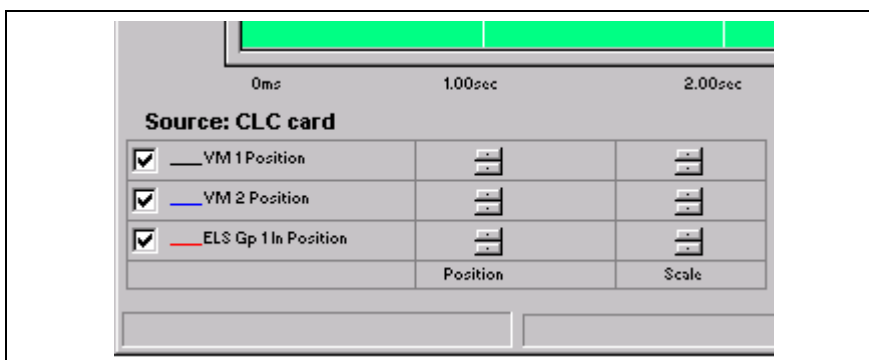 0ms 1.00sec 2.00sec
Source: CLC card
VM 1 Position
VM 2 Position
ELS Gp 1 In Position
Position Scale